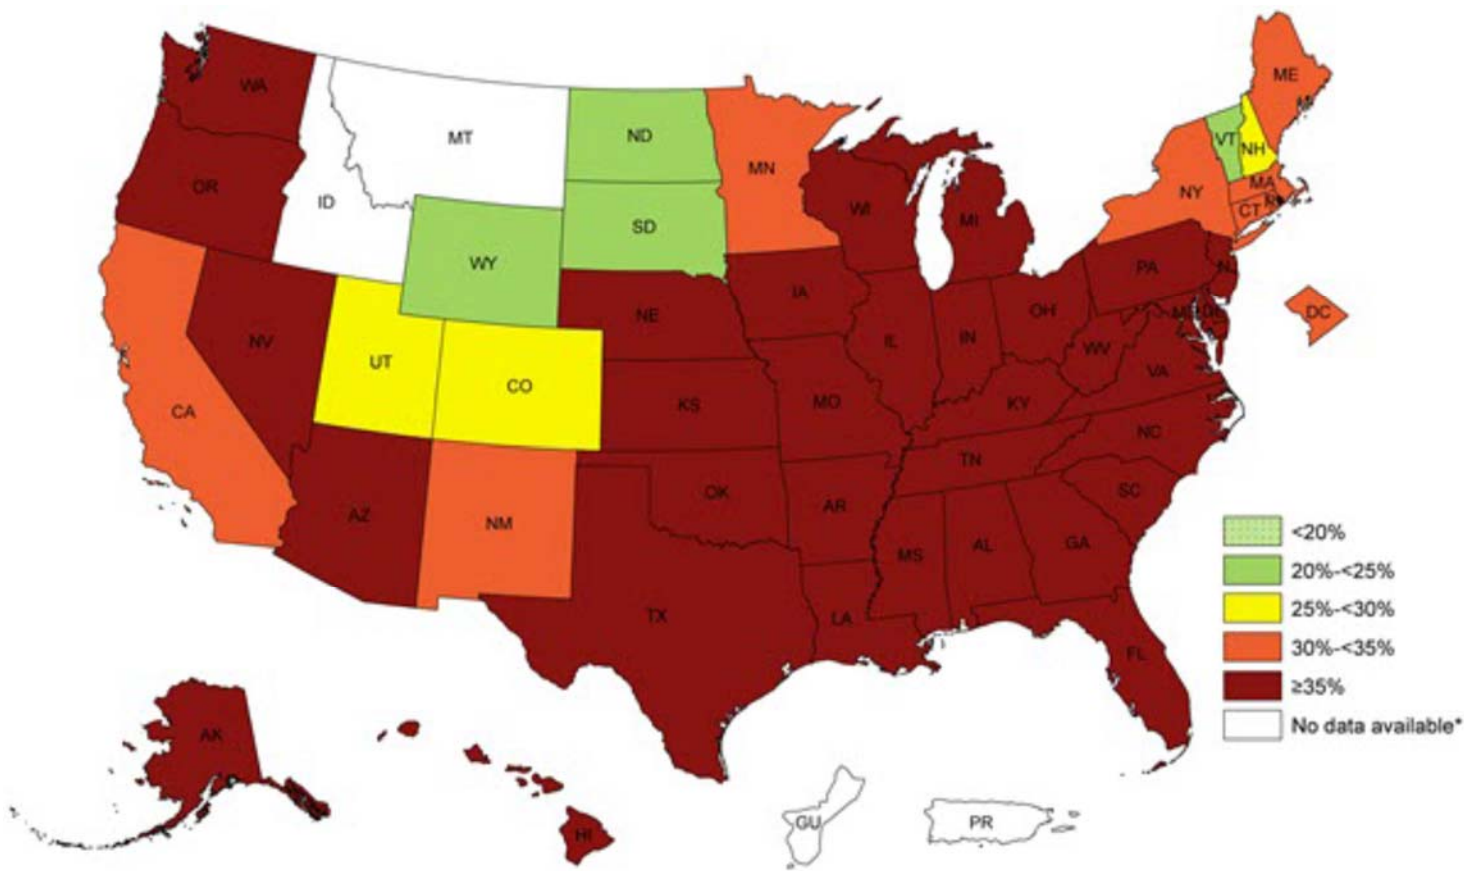 WA
MT
ND
MN
ME
OR
ID
SD
WY
WI
MI
VT
NH
NY
MA
CT
NV
UT
CO
NE
IA
IL
IN
OH
PA
NJ
DC
CA
KS
MO
KY
WV
VA
MD
DE
AZ
NM
OK
AR
TN
NC
SC
TX
LA
MS
AL
GA
FL
AK
HI
GU
PR
<20%
20%-<25%
25%-<30%
30%-<35%
≥35%
No data available*